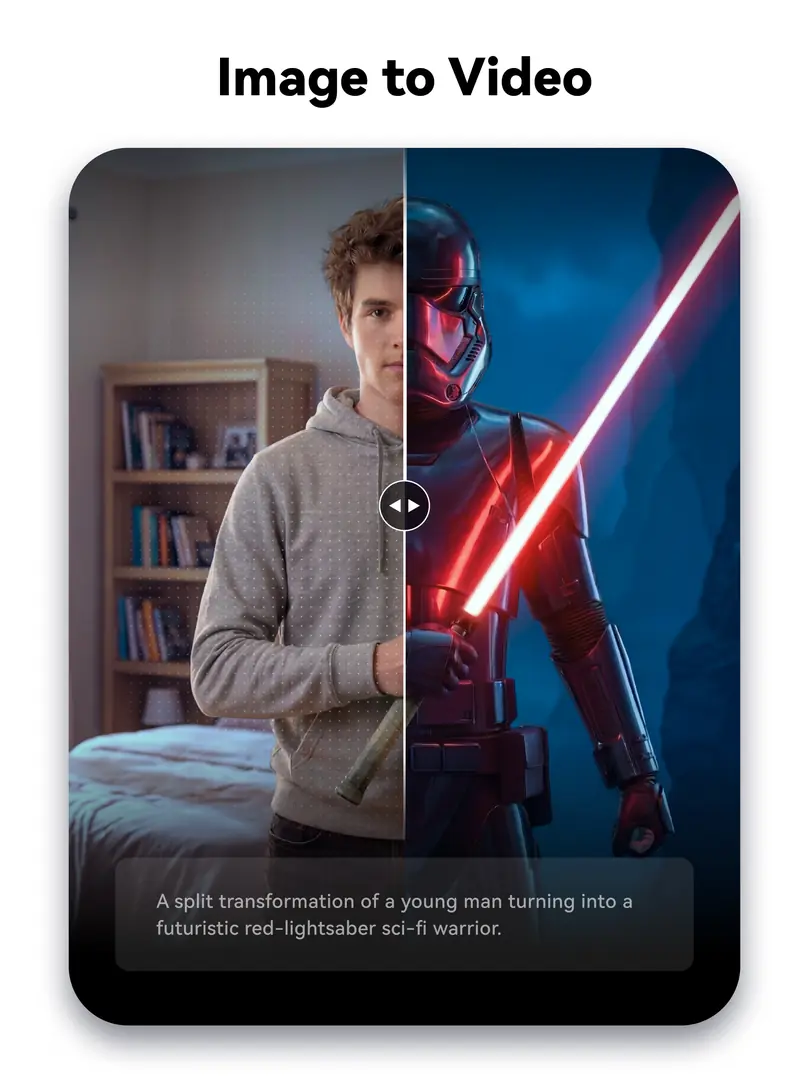 Image to Video
A split transformation of a young man turning into a
futuristic red-lightsaber sci-fi warrior.